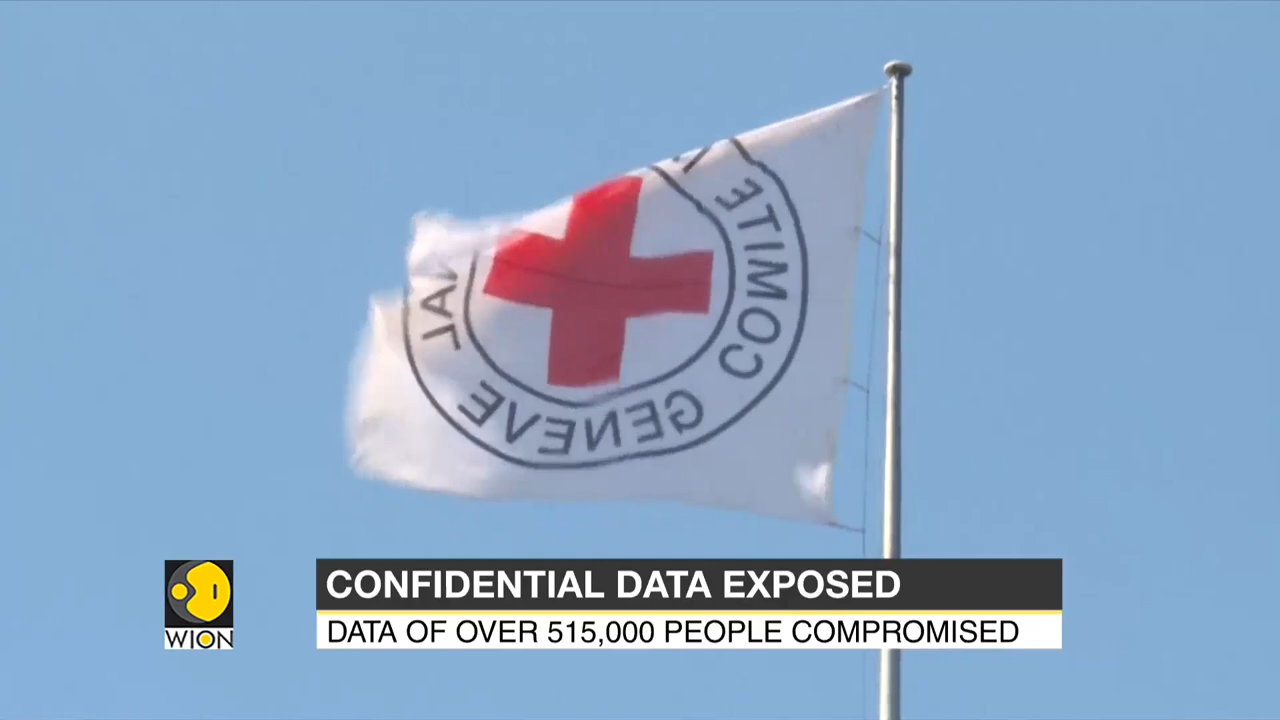 COMITE
GENEVE
CONFIDENTIAL DATA EXPOSED
DATA OF OVER 515,000 PEOPLE COMPROMISED
WION